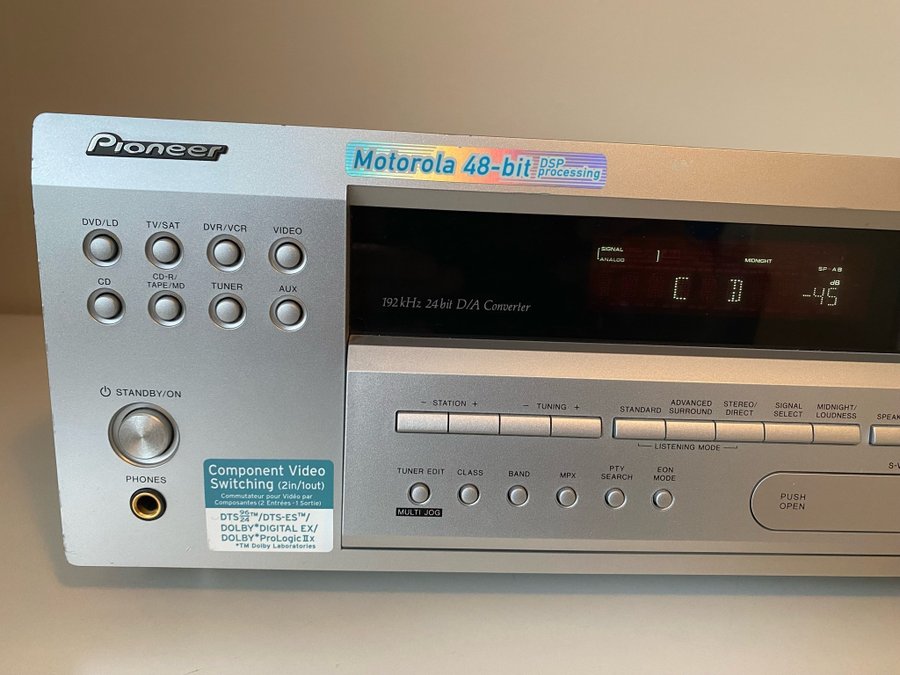 Pioneer
Motorola 48-bit DSP processing
DVD/LD TV/SAT DVR/VCR VIDEO
CD CD-R/TAPE/MD TUNER AUX
SIGNAL
ANALOG
MIDNIGHT
SP▸AB
dB
C D -45
192 kHz 24 bit D/A Converter
STANDBY/ON
PHONES
− STATION + − TUNING +
STANDARD ADVANCED SURROUND STEREO/DIRECT SIGNAL SELECT MIDNIGHT/LOUDNESS
LISTENING MODE
TUNER EDIT CLASS BAND MPX PTY SEARCH EON MODE
MULTI JOG
PUSH
OPEN
Component Video
Switching (2in/1out)
Commutateur pour Vidéo par
Composantes (2 Entrées-1 Sortie)
DTS 96/24™/DTS-ES™/
DOLBY*DIGITAL EX/
DOLBY*ProLogic IIx
*TM Dolby Laboratories